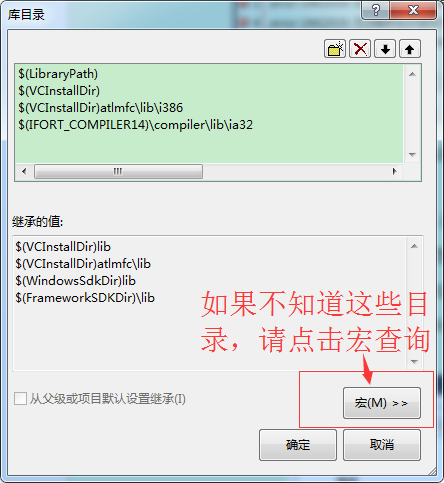 库目录
$(LibraryPath)
$(VCInstallDir)
$(VCInstallDir)atlmfc\lib\i386
$(IFORT_COMPILER14)\compiler\lib\ia32
继承的值:
$(VCInstallDir)lib
$(VCInstallDir)atlmfc\lib
$(WindowsSdkDir)lib
$(FrameworkSDKDir)\lib
如果不知道这些目
录，请点击宏查询
从父级或项目默认设置继承(I)
宏(M) >>
确定
取消